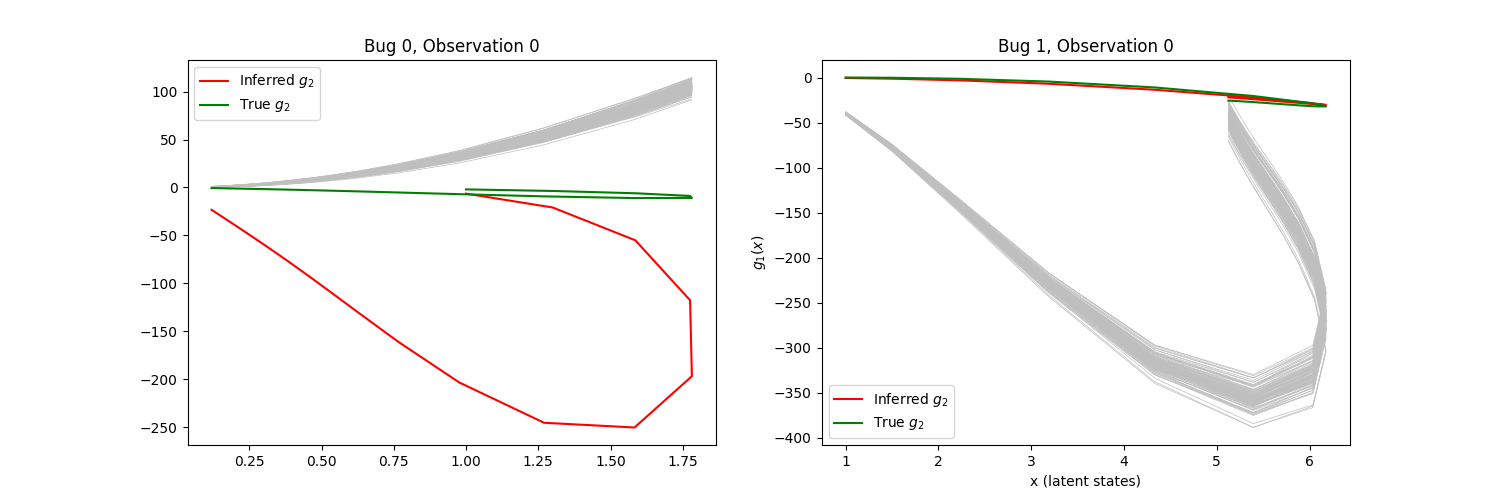 Bug 0, Observation 0
Inferred g₂
True g₂
100
50
0
−50
−100
−150
−200
−250
0.25 0.50 0.75 1.00 1.25 1.50 1.75
Bug 1, Observation 0
g₁(x)
0
−50
−100
−150
−200
−250
−300
−350
−400
Inferred g₂
True g₂
1 2 3 4 5 6
x (latent states)